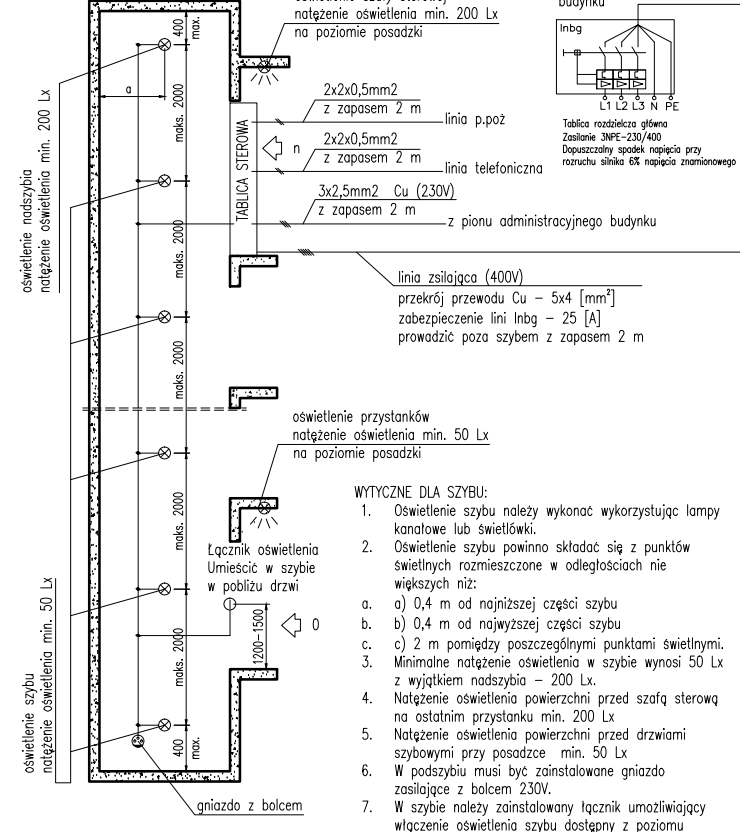 natężenie oświetlenia min. 200 Lx
na poziomie posadzki
budynku
Inbg
L1 L2 L3 N PE
Tablica rozdzielcza główna
Zasilanie 3NPE-230/400
Dopuszczalny spadek napięcia przy
rozruchu silnika 6% napięcia znamionowego
400
max.
a
maks. 2000
maks. 2000
maks. 2000
maks. 2000
maks. 2000
400
max.
oświetlenie nadszybia
natężenie oświetlenia min. 200 Lx
TABLICA STEROWA
n
2x2x0,5mm2
z zapasem 2 m
linia p.poż
2x2x0,5mm2
z zapasem 2 m
linia telefoniczna
3x2,5mm2 Cu (230V)
z zapasem 2 m
z pionu administracyjnego budynku
linia zsilająca (400V)
przekrój przewodu Cu - 5x4 [mm²]
zabezpieczenie lini Inbg - 25 [A]
prowadzić poza szybem z zapasem 2 m
oświetlenie przystanków
natężenie oświetlenia min. 50 Lx
na poziomie posadzki
Łącznik oświetlenia
Umieścić w szybie
w pobliżu drzwi
1200-1500
0
oświetlenie szybu
natężenie oświetlenia min. 50 Lx
gniazdo z bolcem
WYTYCZNE DLA SZYBU:
1. Oświetlenie szybu należy wykonać wykorzystując lampy
kanałowe lub świetlówki.
2. Oświetlenie szybu powinno składać się z punktów
świetlnych rozmieszczone w odległościach nie
większych niż:
a. a) 0,4 m od najniższej części szybu
b. b) 0,4 m od najwyższej części szybu
c. c) 2 m pomiędzy poszczególnymi punktami świetlnymi.
3. Minimalne natężenie oświetlenia w szybie wynosi 50 Lx
z wyjątkiem nadszybia - 200 Lx.
4. Natężenie oświetlenia powierzchni przed szafą sterową
na ostatnim przystanku min. 200 Lx
5. Natężenie oświetlenia powierzchni przed drzwiami
szybowymi przy posadzce min. 50 Lx
6. W podszybiu musi być zainstalowane gniazdo
zasilające z bolcem 230V.
7. W szybie należy zainstalowany łącznik umożliwiający
włączenie oświetlenia szybu dostępny z poziomu